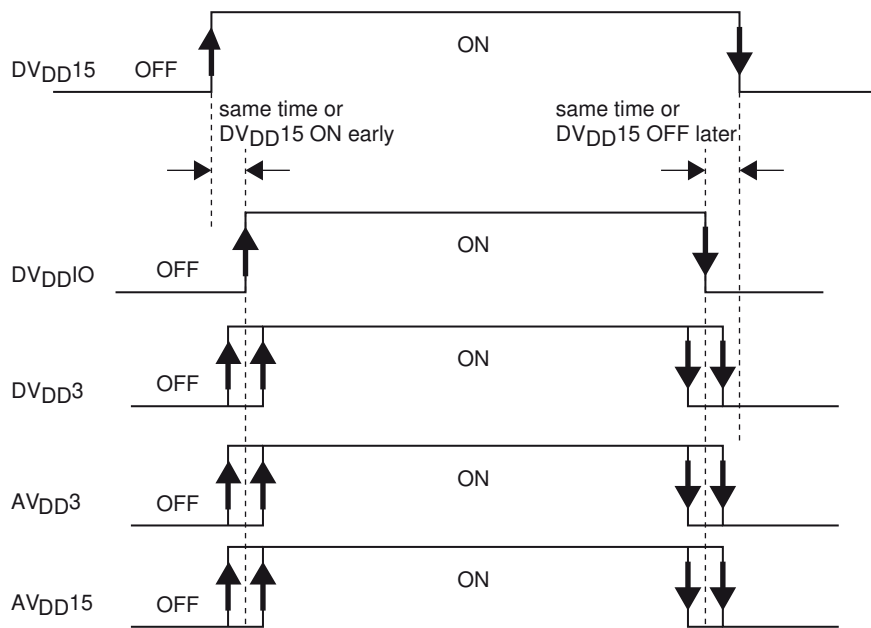 ON
DVDD15 OFF
same time or
DVDD15 ON early
same time or
DVDD15 OFF later
ON
DVDDIO OFF
ON
DVDD3 OFF
ON
AVDD3 OFF
ON
AVDD15 OFF